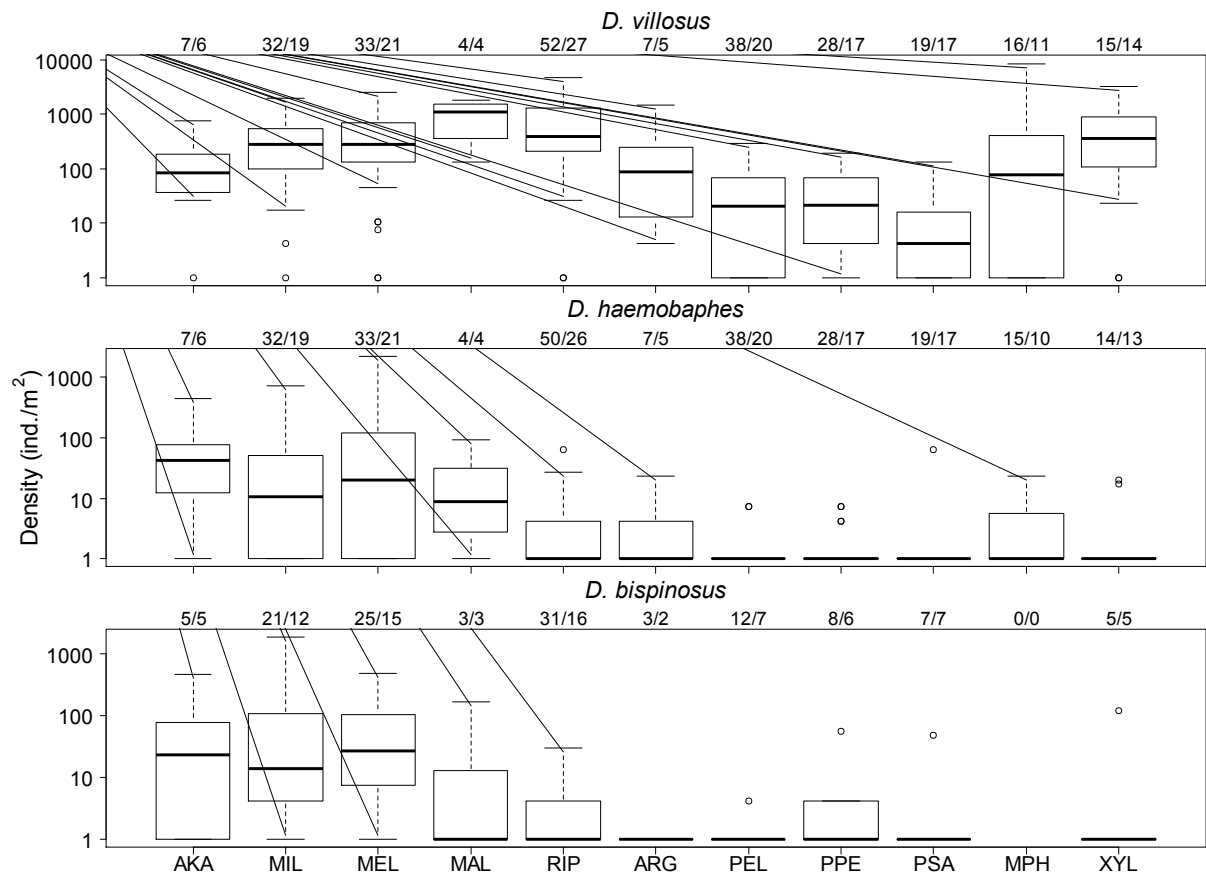 D. villosus
7/6 32/19 33/21 4/4 52/27 7/5 38/20 28/17 19/17 16/11 15/14
10000
1000
100
10
1
D. haemobaphes
7/6 32/19 33/21 4/4 50/26 7/5 38/20 28/17 19/17 15/10 14/13
1000
100
10
1
Density (ind./m²)
D. bispinosus
5/5 21/12 25/15 3/3 31/16 3/2 12/7 8/6 7/7 0/0 5/5
1000
100
10
1
AKA MIL MEL MAL RIP ARG PEL PPE PSA MPH XYL